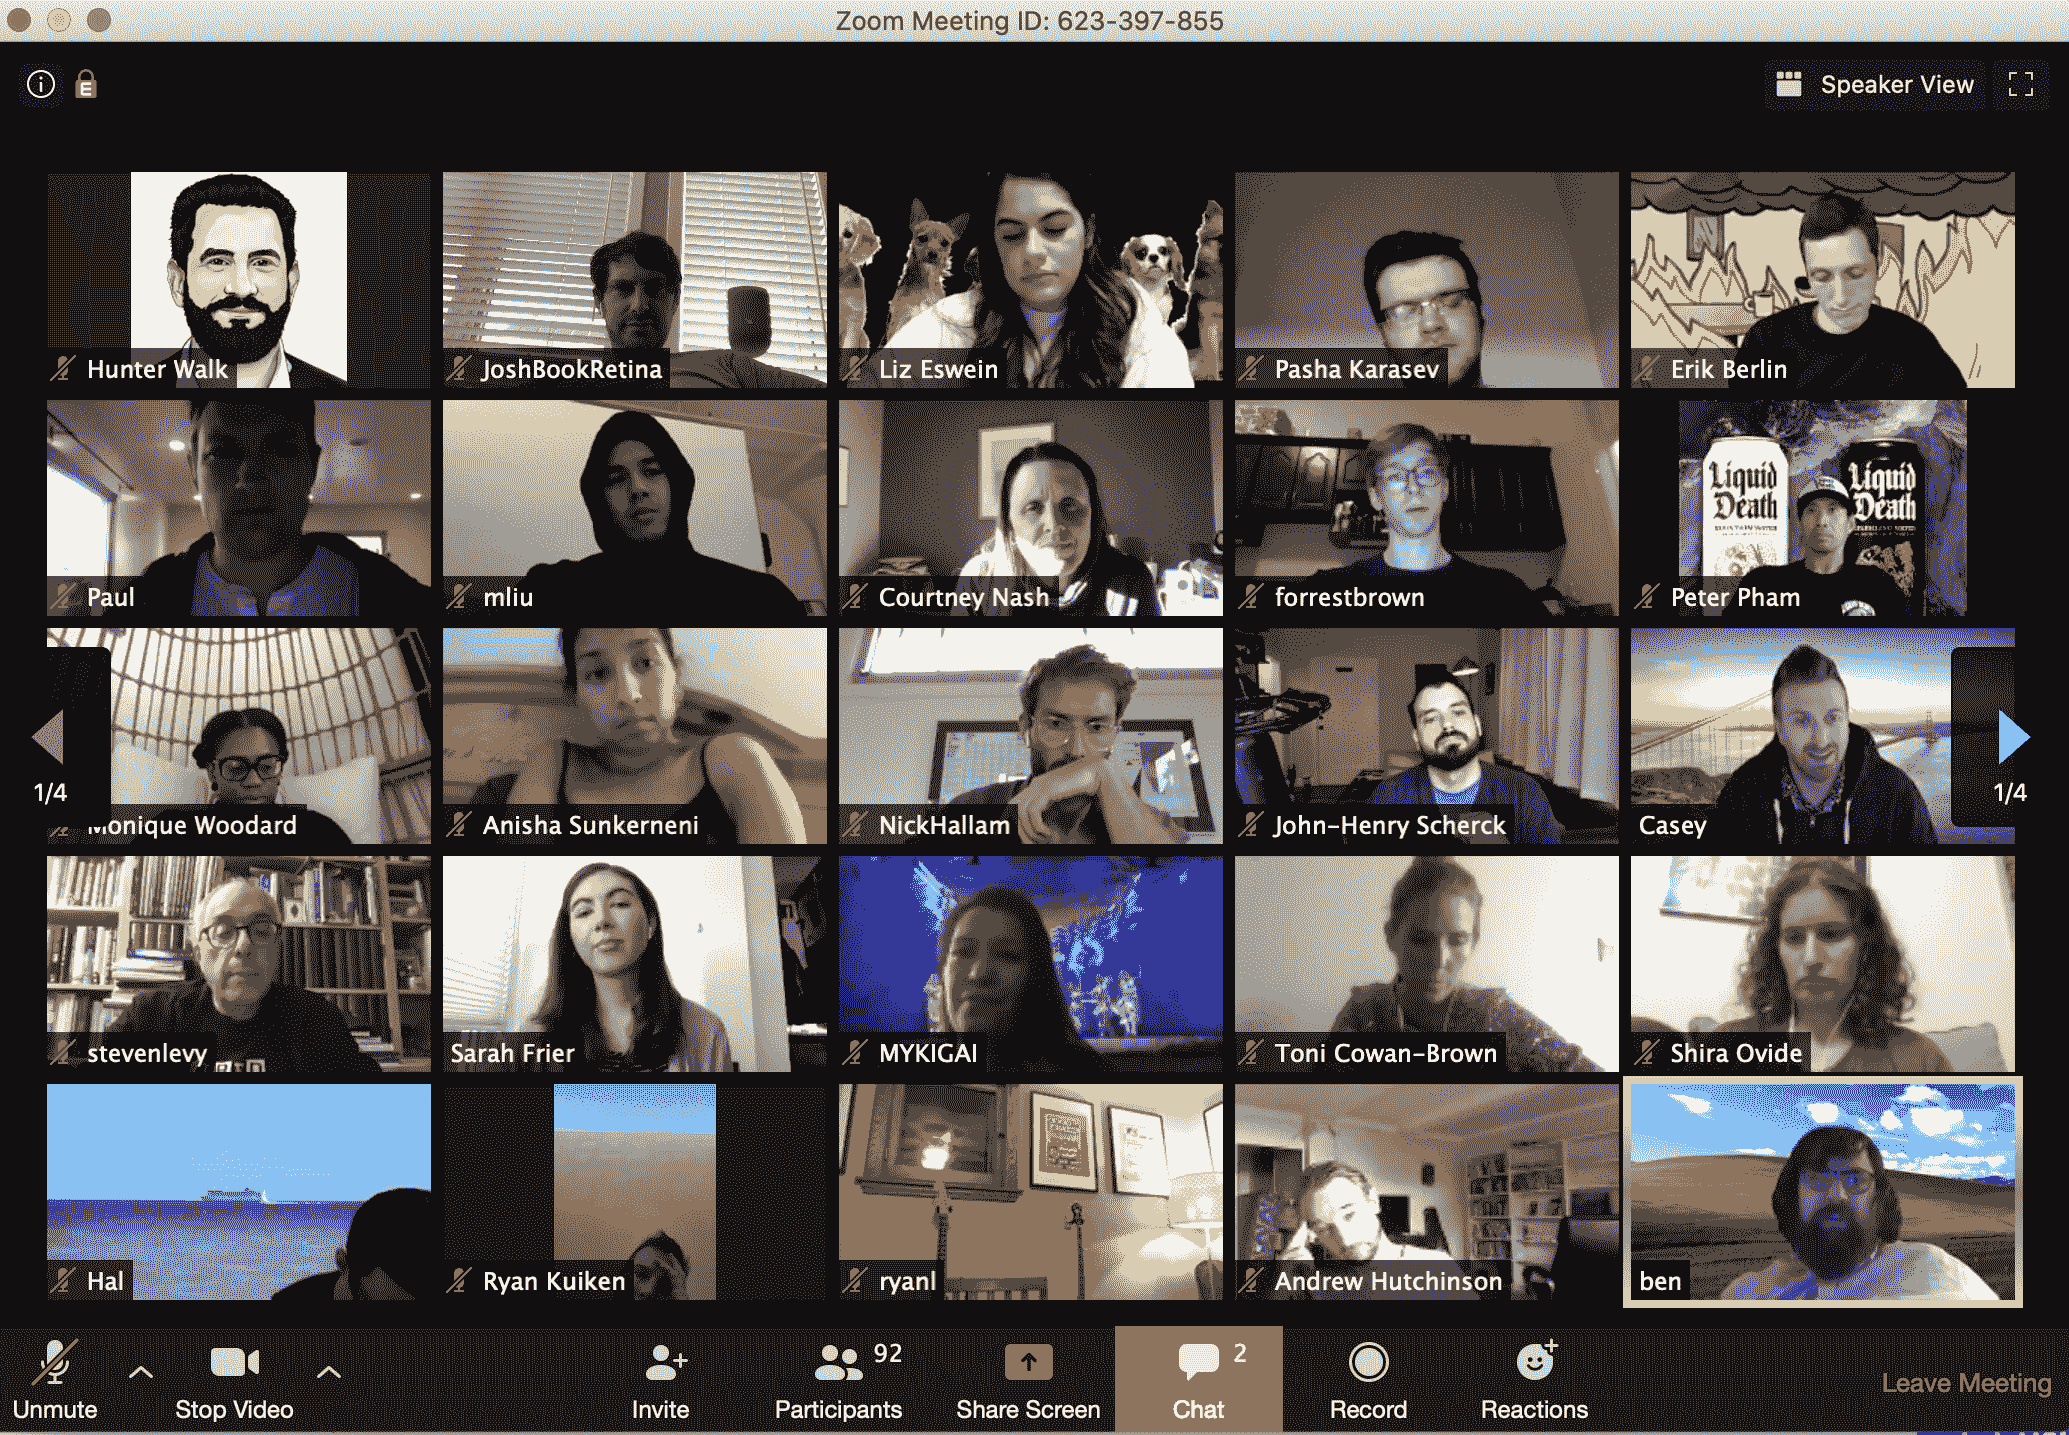 Zoom Meeting ID: 623-397-855
Speaker View
Hunter Walk
JoshBookRetina
Liz Eswein
Pasha Karasev
Erik Berlin
Liquid Death
Liquid Death
Paul
mliu
Courtney Nash
forrestbrown
Peter Pham
1/4
1/4
Monique Woodard
Anisha Sunkerneni
NickHallam
John-Henry Scherck
Casey
stevenlevy
Sarah Frier
MYKIGAI
Toni Cowan-Brown
Shira Ovide
Hal
Ryan Kuiken
ryanl
Andrew Hutchinson
ben
92
2
Unmute
Stop Video
Invite
Participants
Share Screen
Chat
Record
Reactions
Leave Meeting